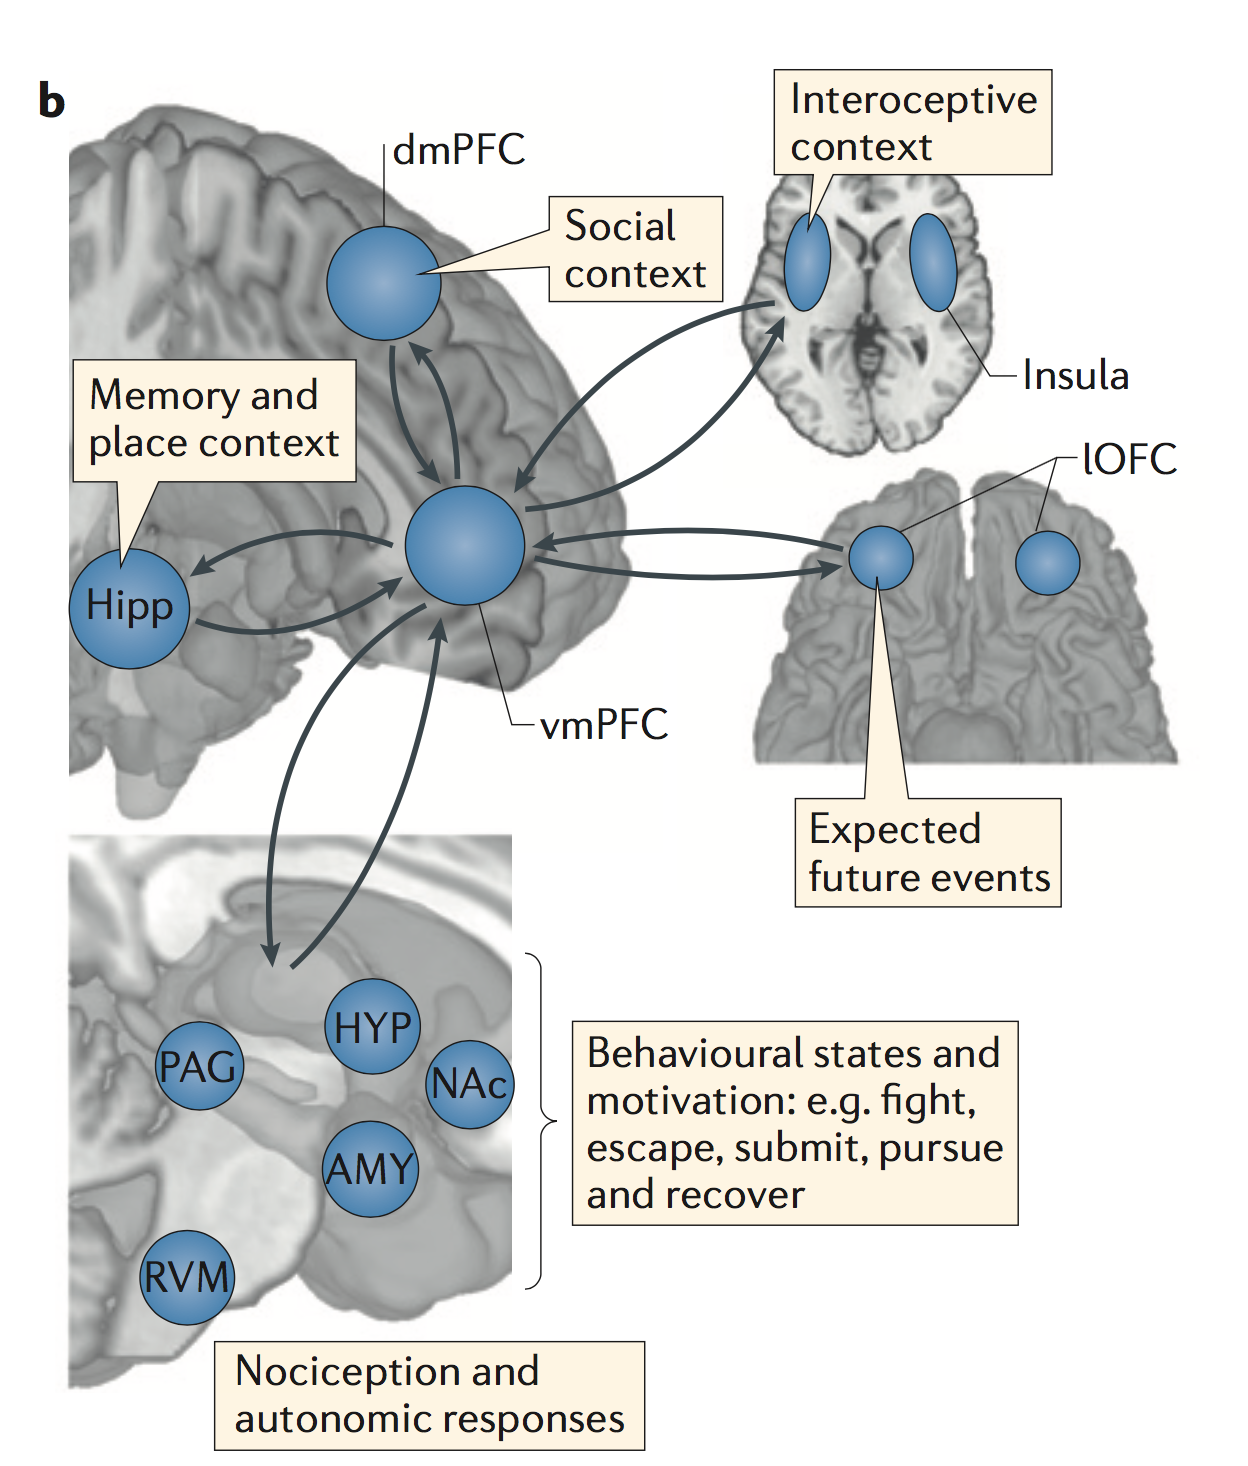 b
Interoceptive
context
dmPFC
Social
context
Memory and
place context
Insula
lOFC
Hipp
vmPFC
Expected
future events
HYP
PAG
NAc
AMY
RVM
Behavioural states and
motivation: e.g. fight,
escape, submit, pursue
and recover
Nociception and
autonomic responses